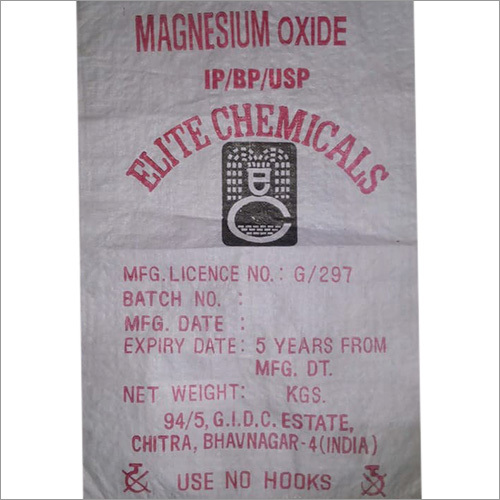 MAGNESIUM OXIDE
IP/BP/USP
ELITE CHEMICALS
MFG. LICENCE NO.: G/297
BATCH NO. :
MFG. DATE :
EXPIRY DATE: 5 YEARS FROM
MFG. DT.
NET WEIGHT: KGS.
94/5, G.I.D.C. ESTATE,
CHITRA, BHAVNAGAR-4(INDIA)
USE NO HOOKS